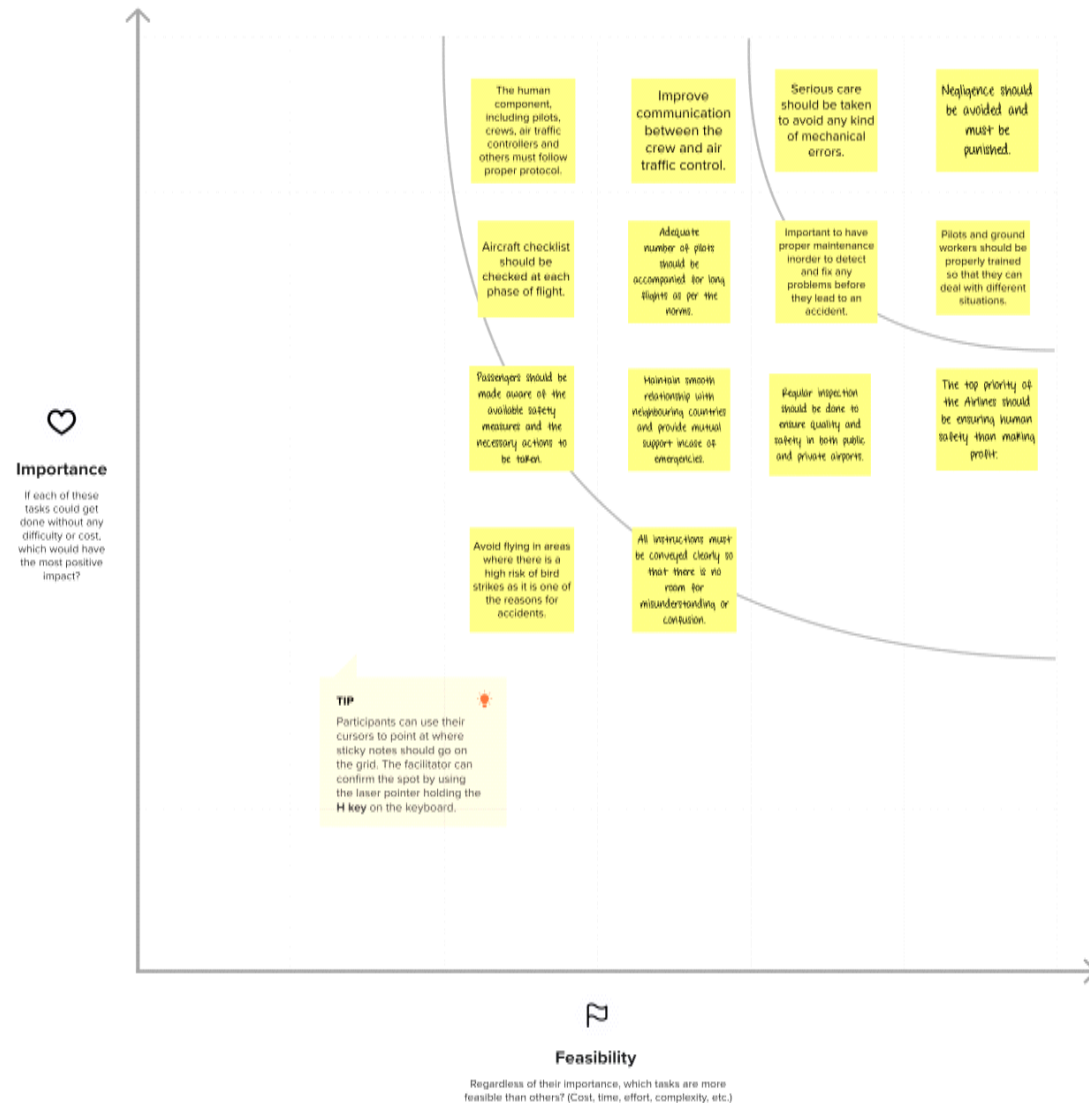 The human
component,
including pilots,
crews, air traffic
controllers and
others must follow
proper protocol.
Improve
communication
between the
crew and air
traffic control.
Serious care
should be taken
to avoid any kind
of mechanical
errors.
Negligence should
be avoided and
must be
punished.
Aircraft checklist
should be
checked at each
phase of flight.
Adequate
number of pilots
should be
accompanied for long
flights as per the
norms.
Important to have
proper maintenance
inorder to detect
and fix any
problems before
they lead to an
accident.
Pilots and ground
workers should be
properly trained
so that they can
deal with different
situations.
Passengers should be
made aware of the
available safety
measures and the
necessary actions to
be taken.
Maintain smooth
relationship with
neighbouring countries
and provide mutual
support incase of
emergencies.
Regular inspection
should be done to
ensure quality and
safety in both public
and private airports.
The top priority of
the Airlines should
be ensuring human
safety than making
profit.
Importance
If each of these
tasks could get
done without any
difficulty or cost,
which would have
the most positive
impact?
Avoid flying in areas
where there is a
high risk of bird
strikes as it is one of
the reasons for
accidents.
All instructions must
be conveyed clearly so
that there is no
room for
misunderstanding or
confusion.
TIP
Participants can use their
cursors to point at where
sticky notes should go on
the grid. The facilitator can
confirm the spot by using
the laser pointer holding the
H key on the keyboard.
Feasibility
Regardless of their importance, which tasks are more
feasible than others? (Cost, time, effort, complexity, etc.)